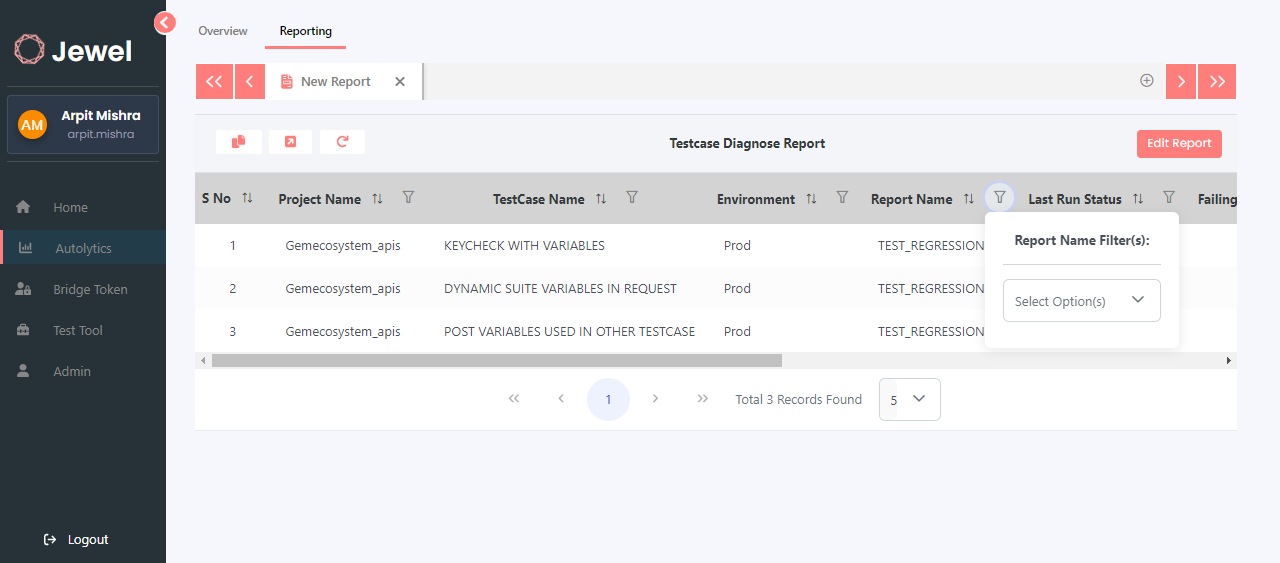 Jewel
AM
Arpit Mishra
arpit.mishra
Home
Autolytics
Bridge Token
Test Tool
Admin
Logout
Overview Reporting
New Report
Testcase Diagnose Report
Edit Report
S No Project Name TestCase Name Environment Report Name Last Run Status Failing
1 Gemecosystem_apis KEYCHECK WITH VARIABLES Prod TEST_REGRESSION
2 Gemecosystem_apis DYNAMIC SUITE VARIABLES IN REQUEST Prod TEST_REGRESSION
3 Gemecosystem_apis POST VARIABLES USED IN OTHER TESTCASE Prod TEST_REGRESSION
Report Name Filter(s):
Select Option(s)
1 Total 3 Records Found 5